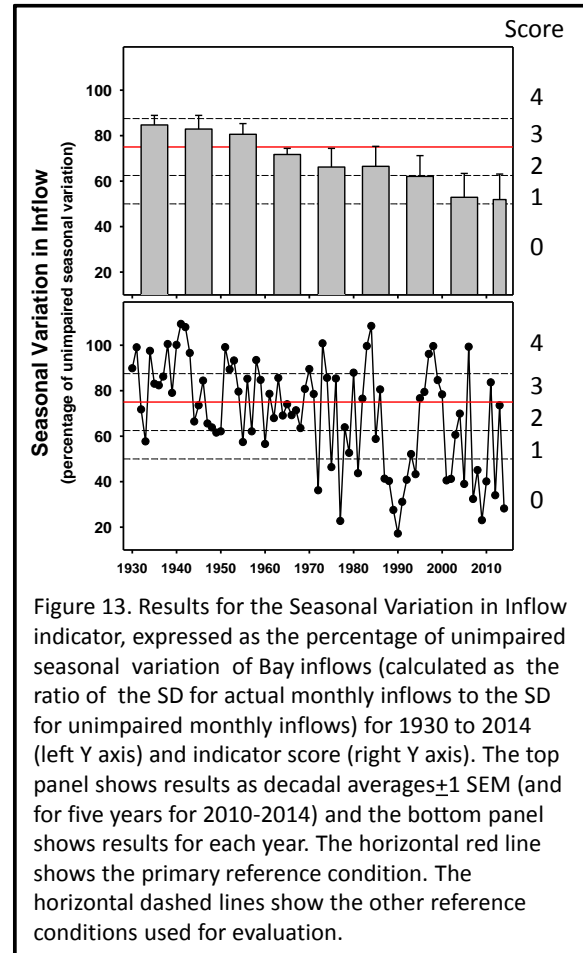 Score
Seasonal Variation in Inflow
(percentage of unimpaired seasonal variation)
100
80
60
40
20
4
3
2
1
0
100
80
60
40
20
4
3
2
1
0
1930 1940 1950 1960 1970 1980 1990 2000 2010
Figure 13. Results for the Seasonal Variation in Inflow
indicator, expressed as the percentage of unimpaired
seasonal variation of Bay inflows (calculated as the
ratio of the SD for actual monthly inflows to the SD
for unimpaired monthly inflows) for 1930 to 2014
(left Y axis) and indicator score (right Y axis). The top
panel shows results as decadal averages±1 SEM (and
for five years for 2010-2014) and the bottom panel
shows results for each year. The horizontal red line
shows the primary reference condition. The
horizontal dashed lines show the other reference
conditions used for evaluation.